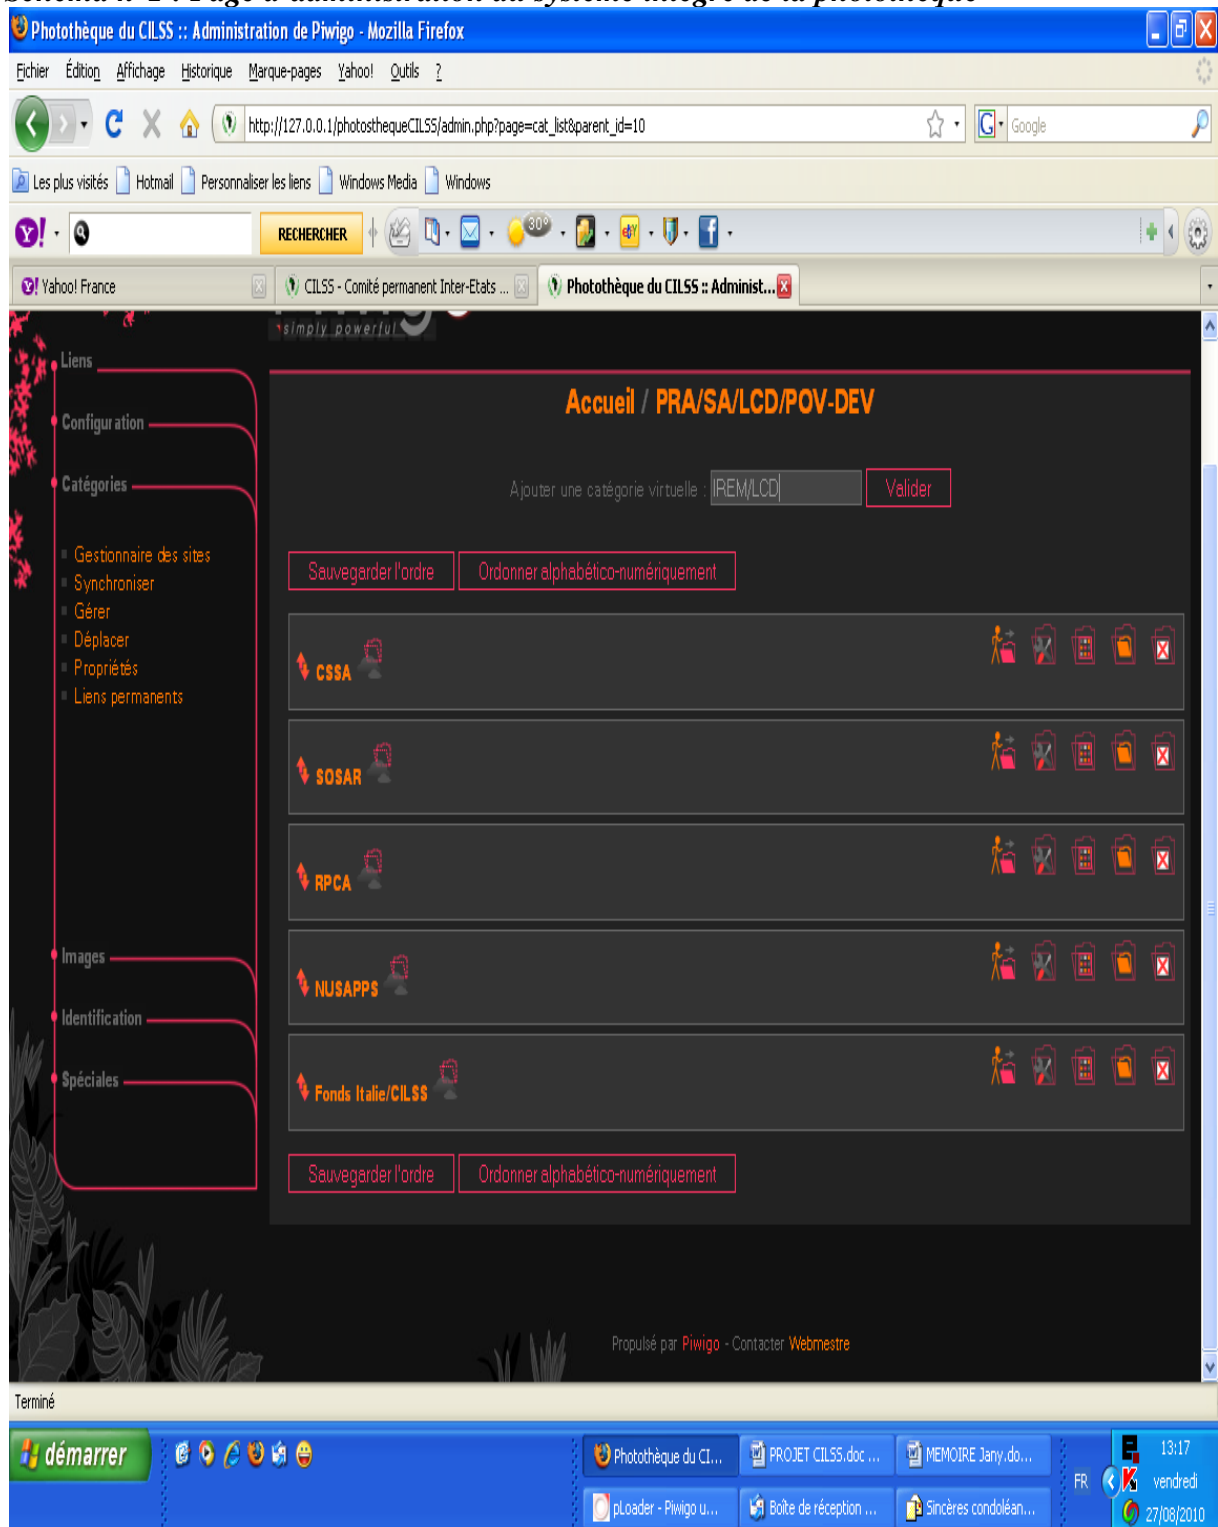 Photothèque du CILSS :: Administration de Piwigo - Mozilla Firefox
Fichier Édition Affichage Historique Marque-pages Yahoo! Outils ?
http://127.0.0.1/photosthequeCILSS/admin.php?page=cat_list&parent_id=10
Google
Les plus visités Hotmail Personnaliser les liens Windows Media Windows
RECHERCHER 30°
Yahoo! France CILSS - Comité permanent Inter-Etats ... Photothèque du CILSS :: Administ...
simply powerful
Liens
Configuration
Catégories
Gestionnaire des sites
Synchroniser
Gérer
Déplacer
Propriétés
Liens permanents
Images
Identification
Spéciales
Accueil / PRA/SA/LCD/POV-DEV
Ajouter une catégorie virtuelle : IREM/LCD Valider
Sauvegarder l'ordre Ordonner alphabético-numériquement
CSSA
SOSAR
RPCA
NUSAPPS
Fonds Italie/CILSS
Sauvegarder l'ordre Ordonner alphabético-numériquement
Propulsé par Piwigo - Contacter Webmestre
Terminé
démarrer
Photothèque du CI... PROJET CILSS.doc ... MEMOIRE Jany.do...
pLoader - Piwigo u... Boîte de réception ... Sincères condoléan...
FR
13:17
vendredi
27/08/2010